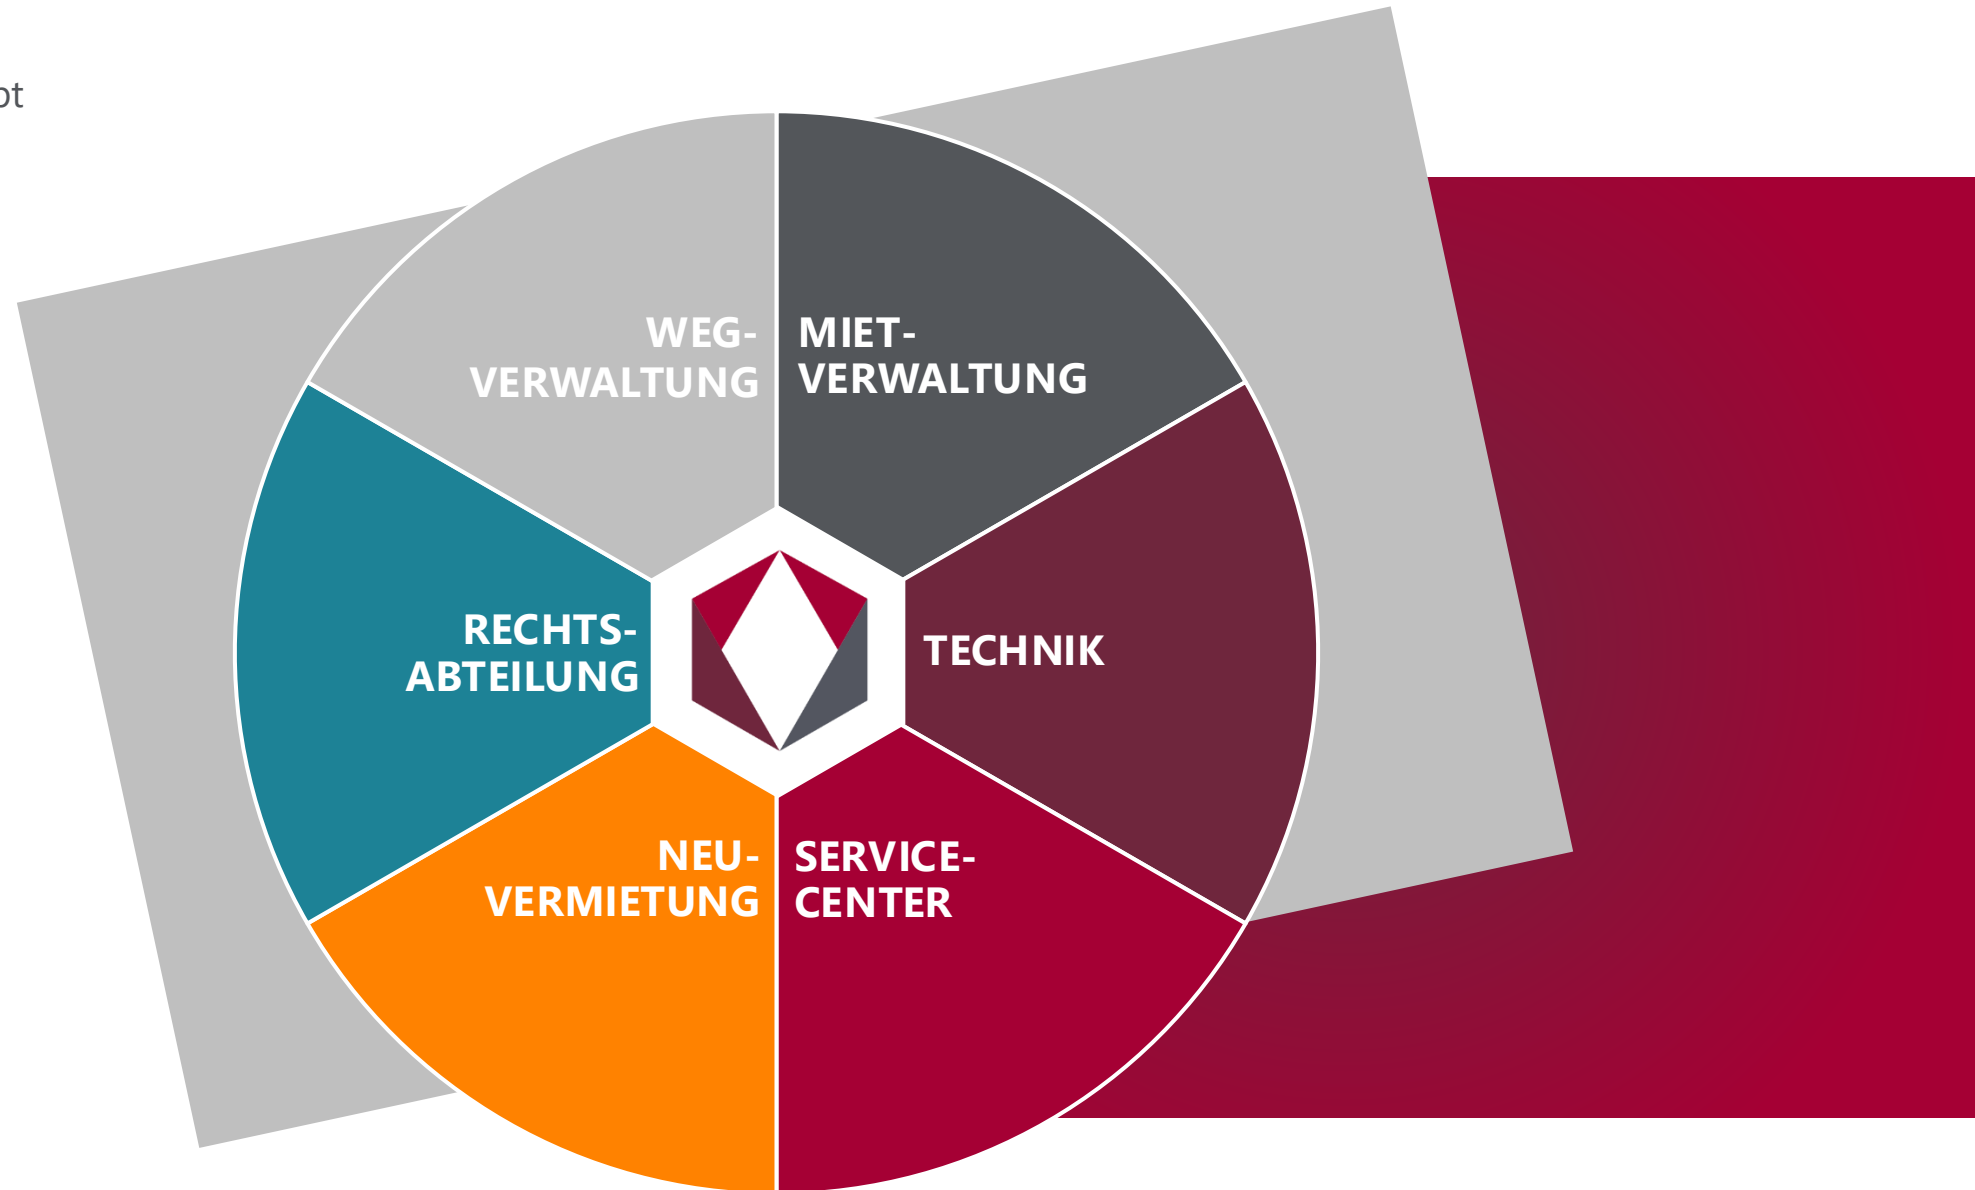 WEG-
VERWALTUNG
MIET-
VERWALTUNG
RECHTS-
ABTEILUNG
TECHNIK
NEU-
VERMIETUNG
SERVICE-
CENTER